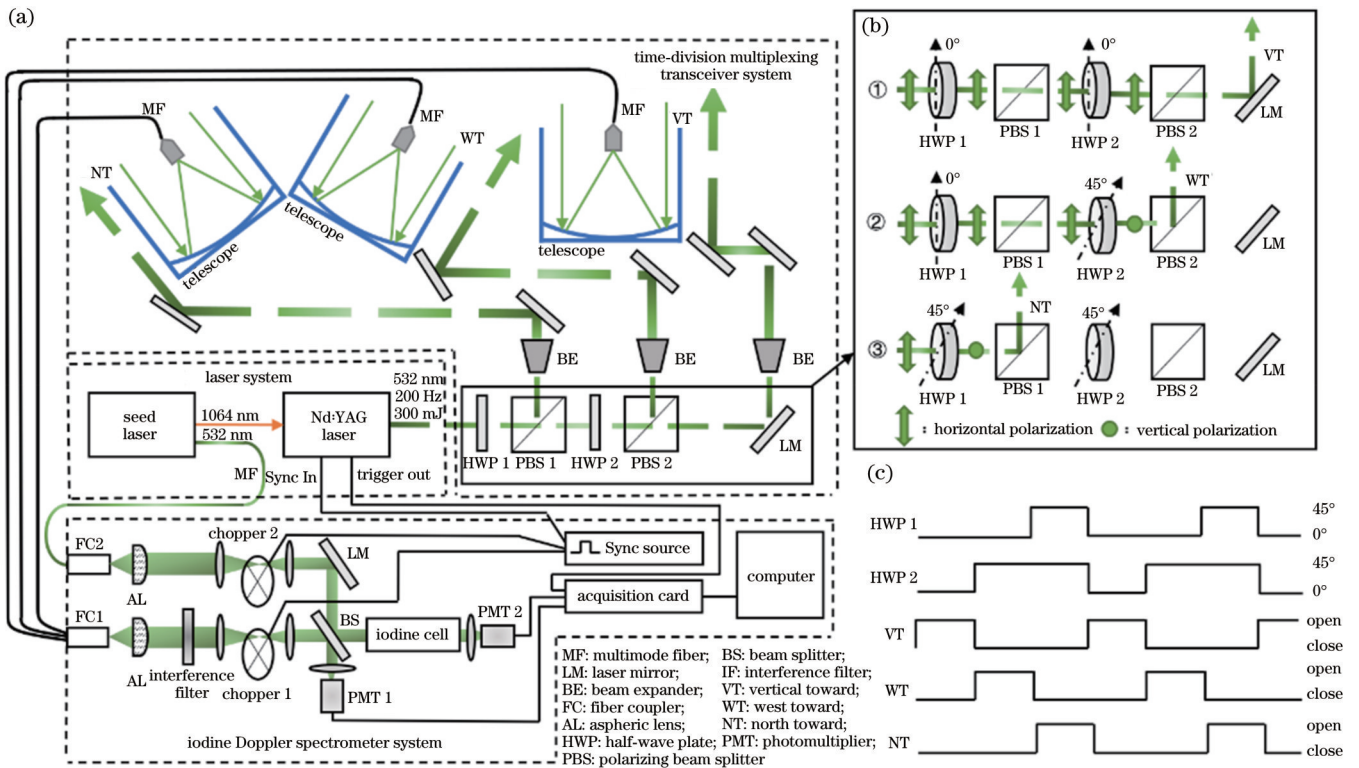 (a)
time-division multiplexing
transceiver system
MF
MF
MF
NT
WT
VT
telescope
telescope
telescope
BE
BE
BE
laser system
seed
laser
1064 nm
532 nm
Nd:YAG
laser
532 nm
200 Hz
300 mJ
MF
Sync In
trigger out
HWP 1
PBS 1
HWP 2
PBS 2
LM
FC2
AL
chopper 2
LM
Sync source
computer
acquisition card
FC1
AL
interference
filter
chopper 1
BS
iodine cell
PMT 2
PMT 1
iodine Doppler spectrometer system
MF: multimode fiber; BS: beam splitter;
LM: laser mirror; IF: interference filter;
BE: beam expander; VT: vertical toward;
FC: fiber coupler; WT: west toward;
AL: aspheric lens; NT: north toward;
HWP: half-wave plate; PMT: photomultiplier;
PBS: polarizing beam splitter
(b)
① 0° 0° VT
HWP 1 PBS 1 HWP 2 PBS 2 LM
② 0° 45° WT
HWP 1 PBS 1 HWP 2 PBS 2 LM
③ 45° NT 45°
HWP 1 PBS 1 HWP 2 PBS 2 LM
: horizontal polarization : vertical polarization
(c)
HWP 1 45°
0°
HWP 2 45°
0°
VT open
close
WT open
close
NT open
close